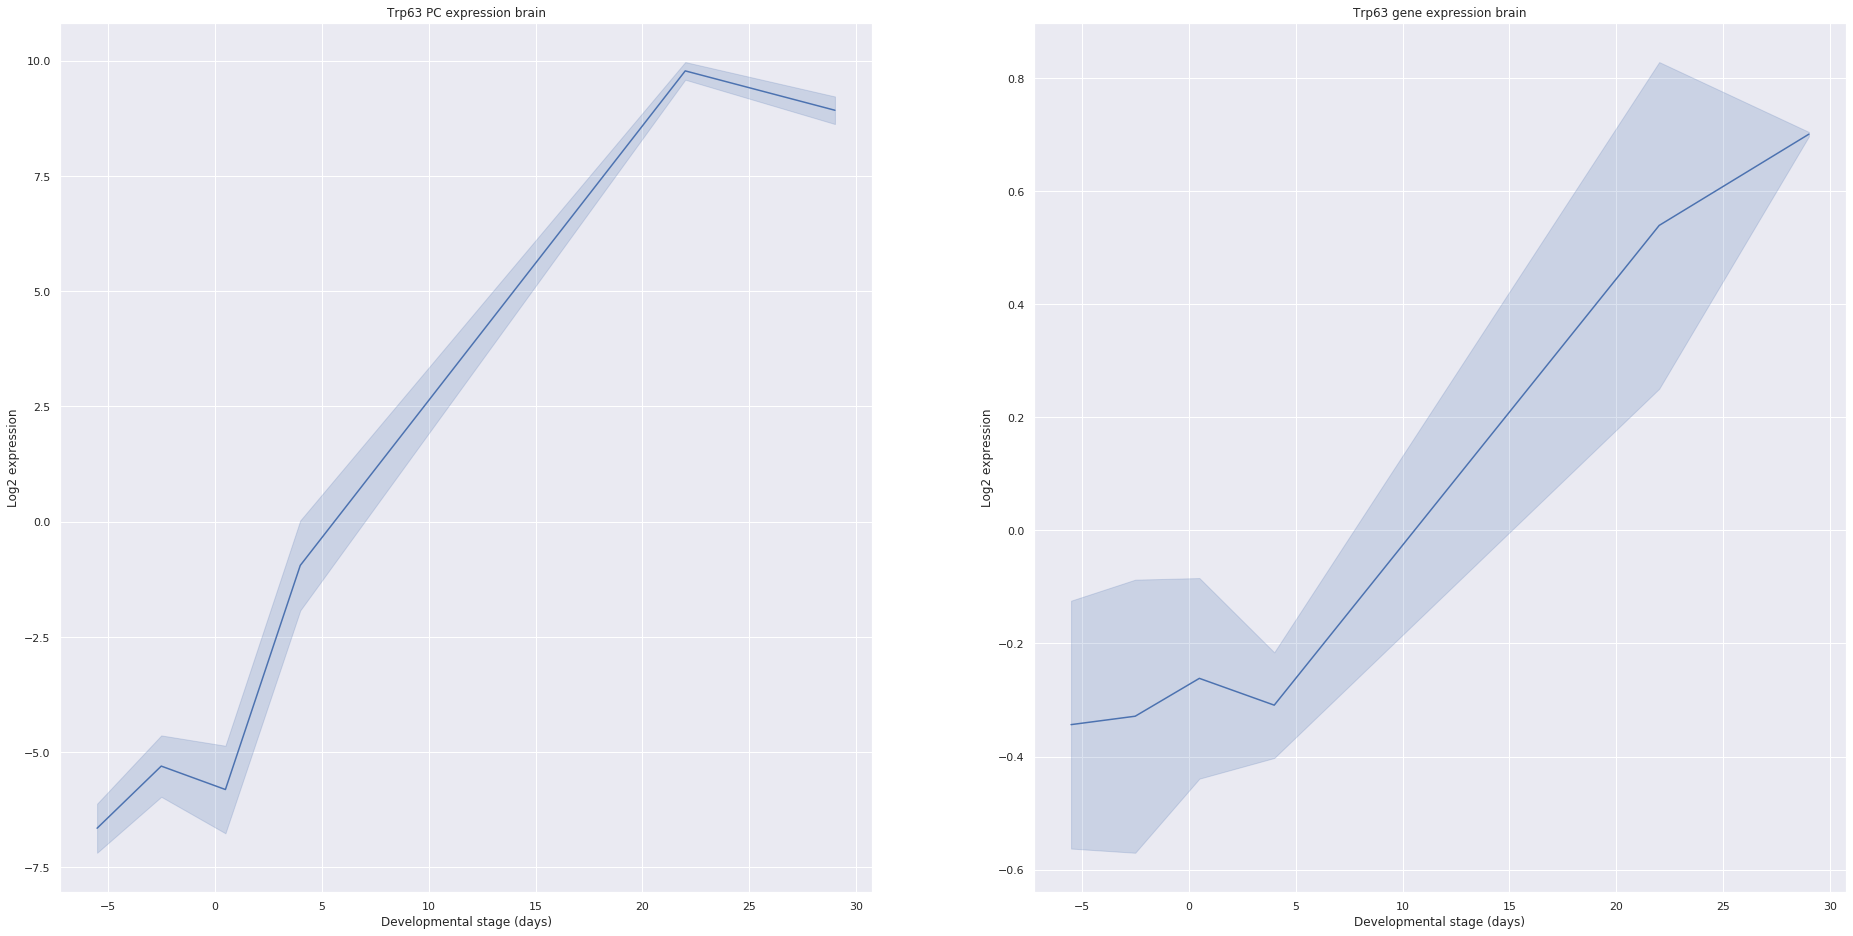 Trp63 PC expression brain
10.0
7.5
5.0
2.5
0.0
−2.5
−5.0
−7.5
Log2 expression
−5 0 5 10 15 20 25 30
Developmental stage (days)
Trp63 gene expression brain
0.8
0.6
0.4
0.2
0.0
−0.2
−0.4
−0.6
Log2 expression
−5 0 5 10 15 20 25 30
Developmental stage (days)